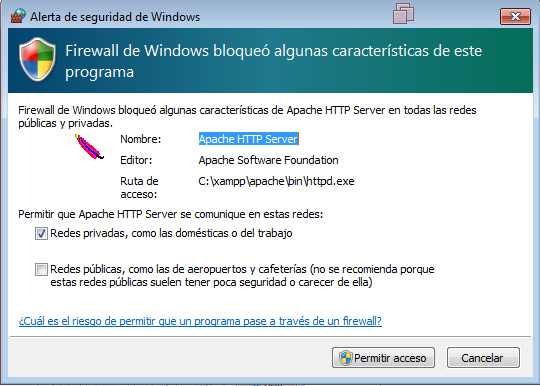 Alerta de seguridad de Windows
Firewall de Windows bloqueó algunas características de este
programa
Firewall de Windows bloqueó algunas características de Apache HTTP Server en todas las redes
públicas y privadas.
Nombre: Apache HTTP Server
Editor: Apache Software Foundation
Ruta de
acceso: C:\xampp\apache\bin\httpd.exe
Permitir que Apache HTTP Server se comunique en estas redes:
Redes privadas, como las domésticas o del trabajo
Redes públicas, como las de aeropuertos y cafeterías (no se recomienda porque
estas redes públicas suelen tener poca seguridad o carecer de ella)
¿Cuál es el riesgo de permitir que un programa pase a través de un firewall?
Permitir acceso Cancelar